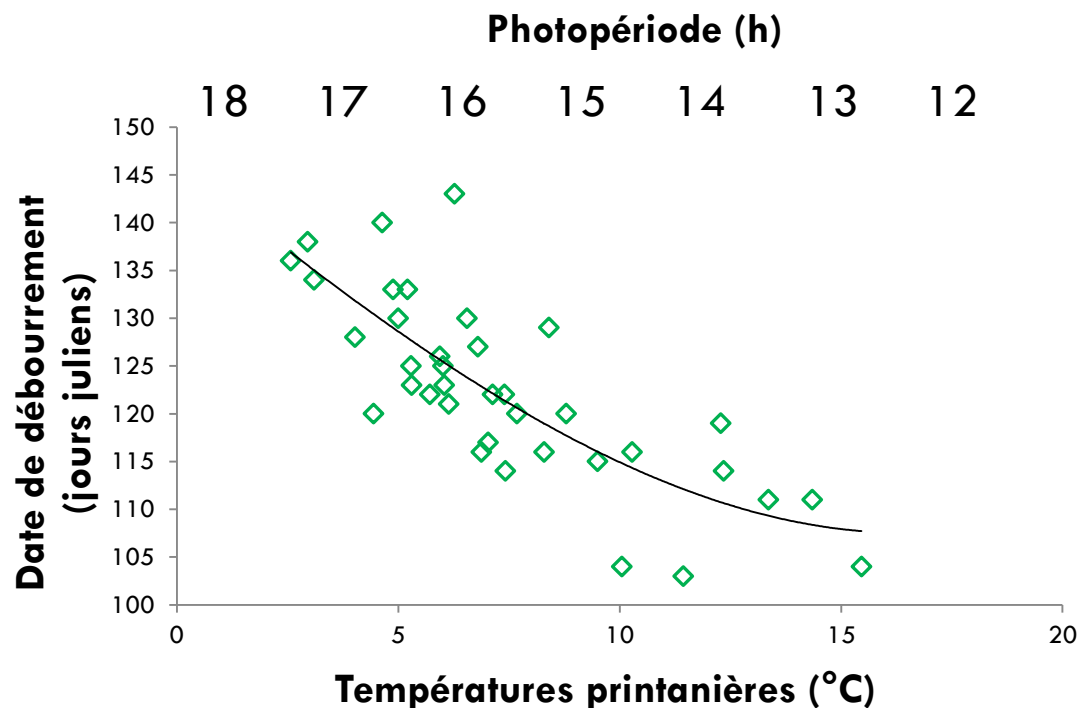 Photopériode (h)
18 17 16 15 14 13 12
150
145
140
135
130
125
120
115
110
105
100
Date de débourrement
(jours juliens)
0 5 10 15 20
Températures printanières (°C)